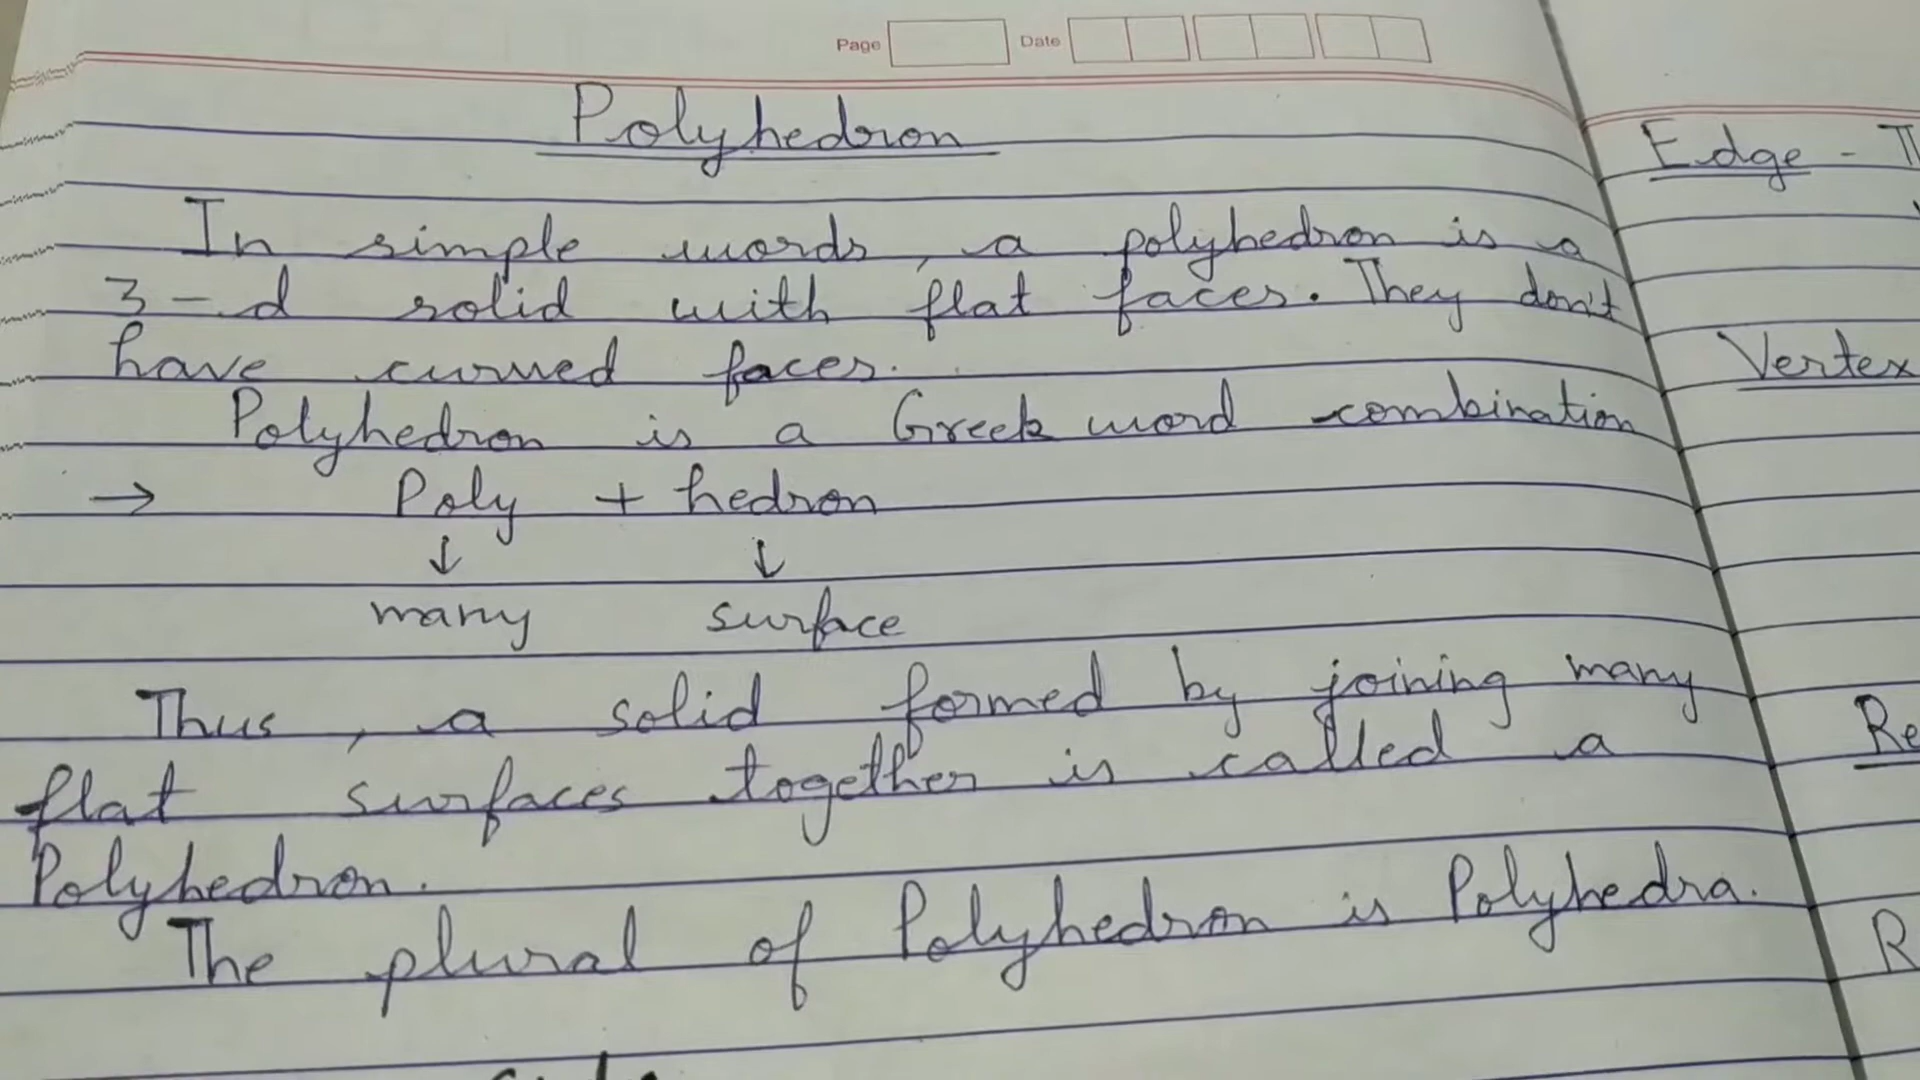 Page Date
Polyhedron
In simple words, a polyhedron is a
3-d solid with flat faces. They don't
have curved faces.
Polyhedron is a Greek word combination
→ Poly + hedron
↓ ↓
many surface
Thus, a solid formed by joining many
flat surfaces together is called a
Polyhedron.
The plural of Polyhedron is Polyhedra.
Edge -
Vertex
Re
R